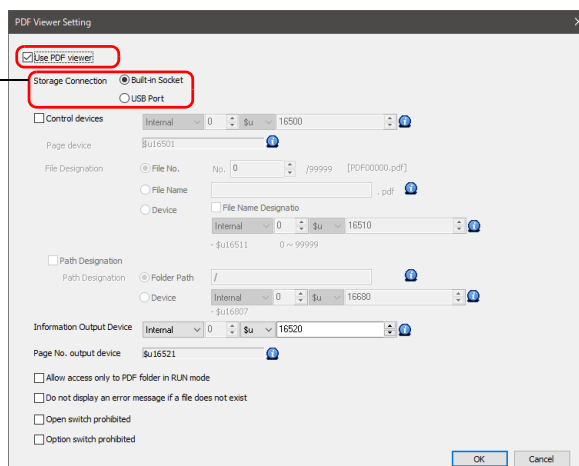 PDF Viewer Setting
Use PDF viewer
Storage Connection Built-in Socket
USB Port
Control devices Internal 0 $u 16500
Page device $u16501
File Designation File No. No. 0 /99999 [PDF00000.pdf]
File Name . pdf
Device File Name Designatio
Internal 0 $u 16510
- $u16511 0 ~ 99999
Path Designation
Path Designation Folder Path /
Device Internal 0 $u 16680
- $u16807
Information Output Device Internal 0 $u 16520
Page No. output device $u16521
Allow access only to PDF folder in RUN mode
Do not display an error message if a file does not exist
Open switch prohibited
Option switch prohibited
OK Cancel